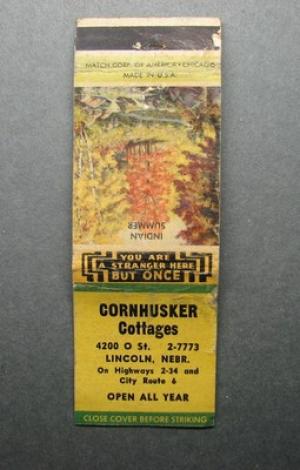 MATCH CORP. OF AMERICA • CHICAGO
MADE IN U.S.A.
INDIAN
SUMMER
YOU ARE
A STRANGER HERE
BUT ONCE
CORNHUSKER
Cottages
4200 O St. 2-7773
LINCOLN, NEBR.
On Highways 2-34 and
City Route 6
OPEN ALL YEAR
CLOSE COVER BEFORE STRIKING